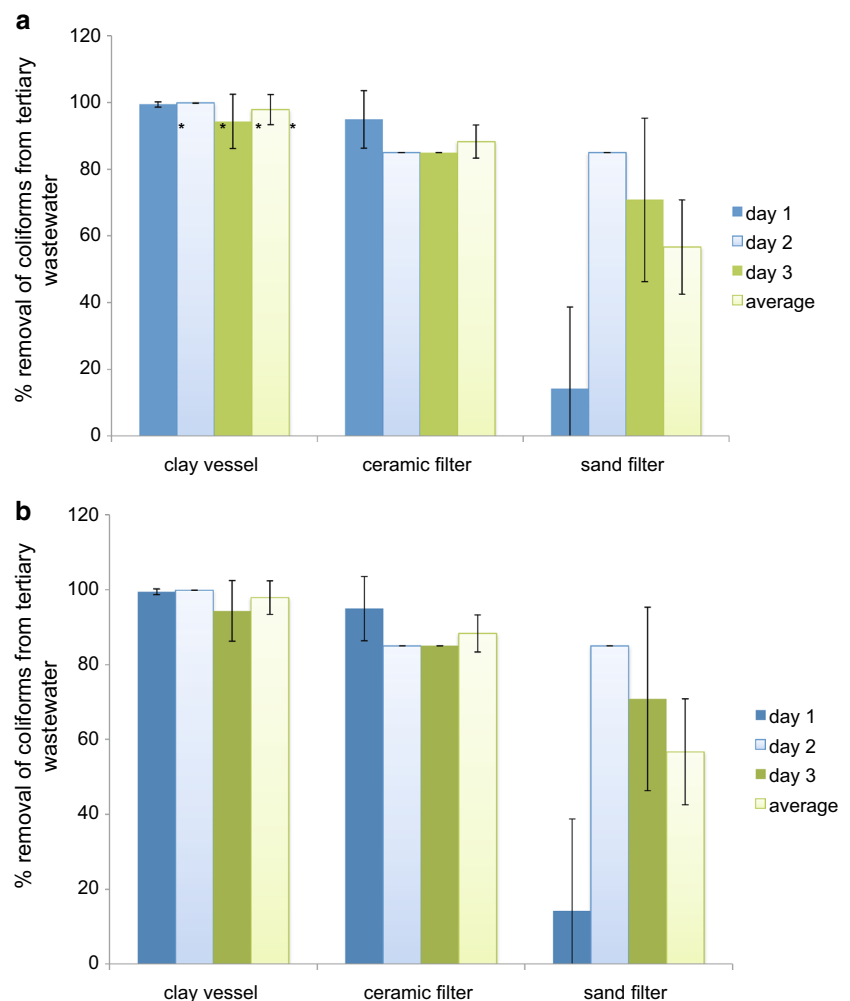 a
120
100
80
60
40
20
0
% removal of coliforms from tertiary
wastewater
* * * *
clay vessel
ceramic filter
sand filter
day 1
day 2
day 3
average
b
120
100
80
60
40
20
0
% removal of coliforms from tertiary
wastewater
clay vessel
ceramic filter
sand filter
day 1
day 2
day 3
average